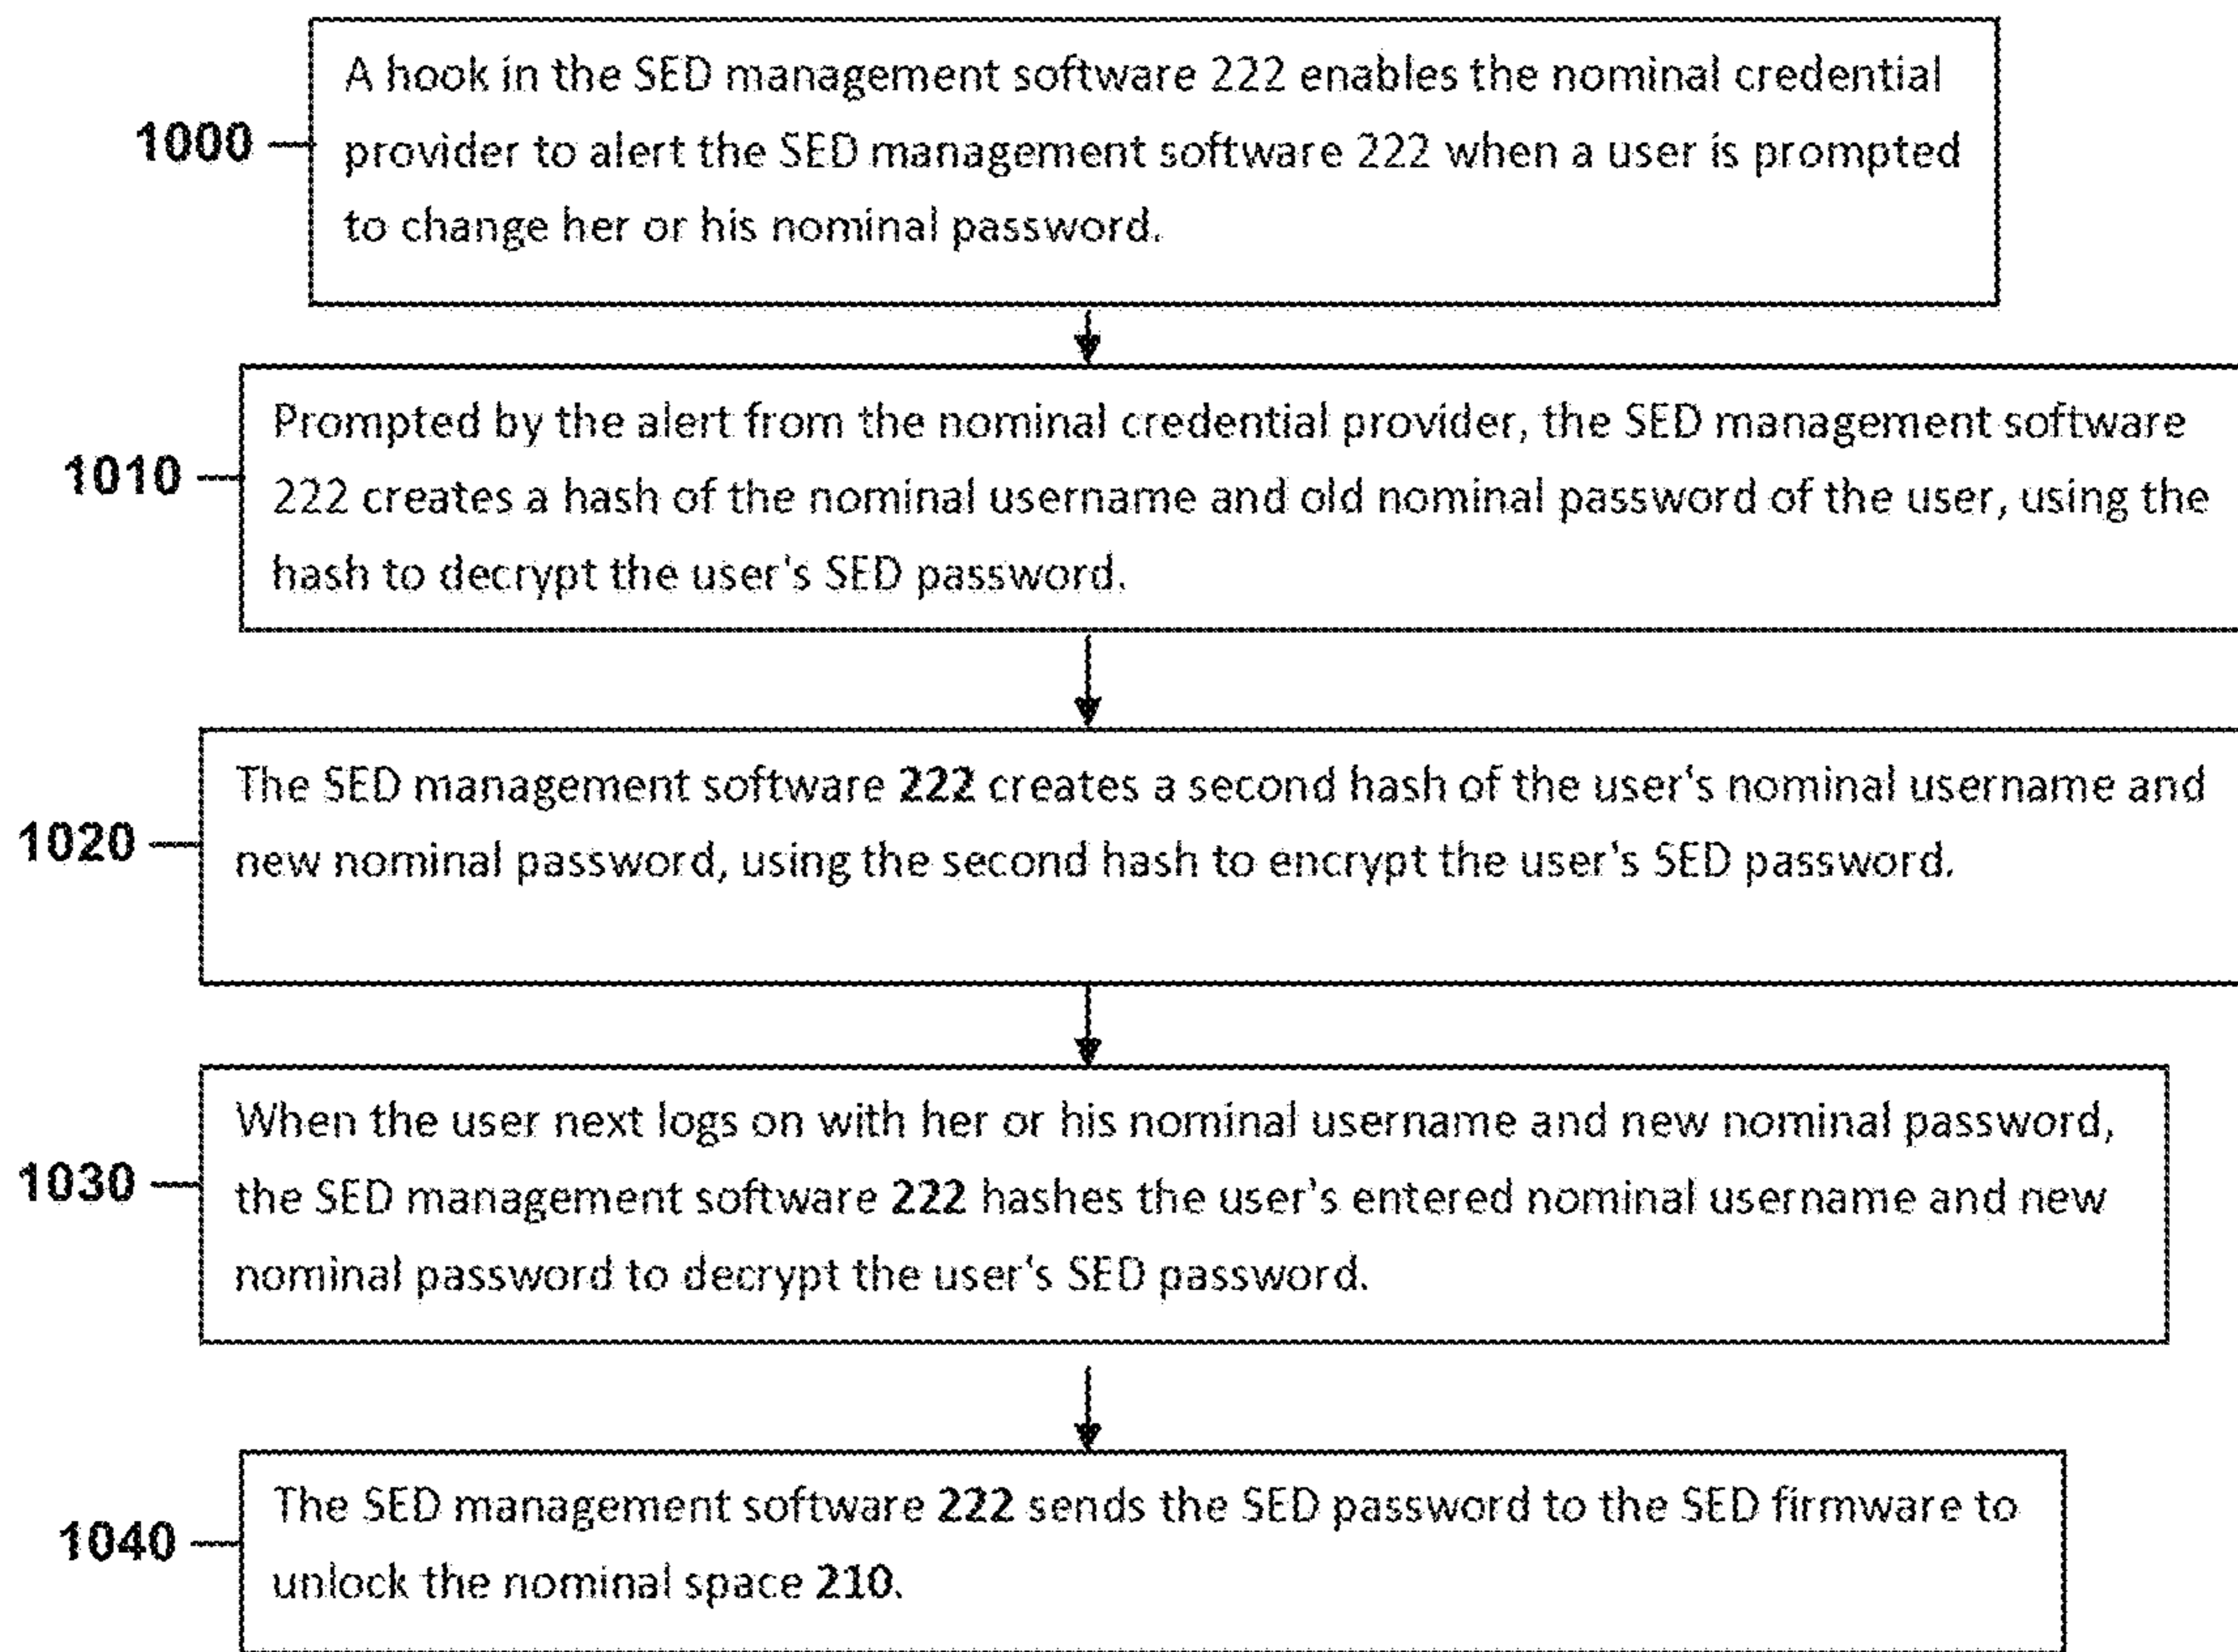 A hook in the SED management software 222 enables the nominal credential
1000
provider to alert the SED management software 222 when a user is prompted
to change her or his nominal password.
Prompted by the alert from the nominal credential provider, the SED management software
1010
222 creates a hash of the nominal username and old nominal password of the user, using the
hash to decrypt the user's SED password.
The SED management software 222 creates a second hash of the user's nominal username and
1020
new nominal password, using the second hash to encrypt the user's SED password.
When the user next logs on with her or his nominal username and new nominal password,
1030
the SED management software 222 hashes the user's entered nominal username and new
nominal password to decrypt the user's SED password.
The SED management software 222 sends the SED password to the SED firmware to
1040
unlock the nominal space 210.